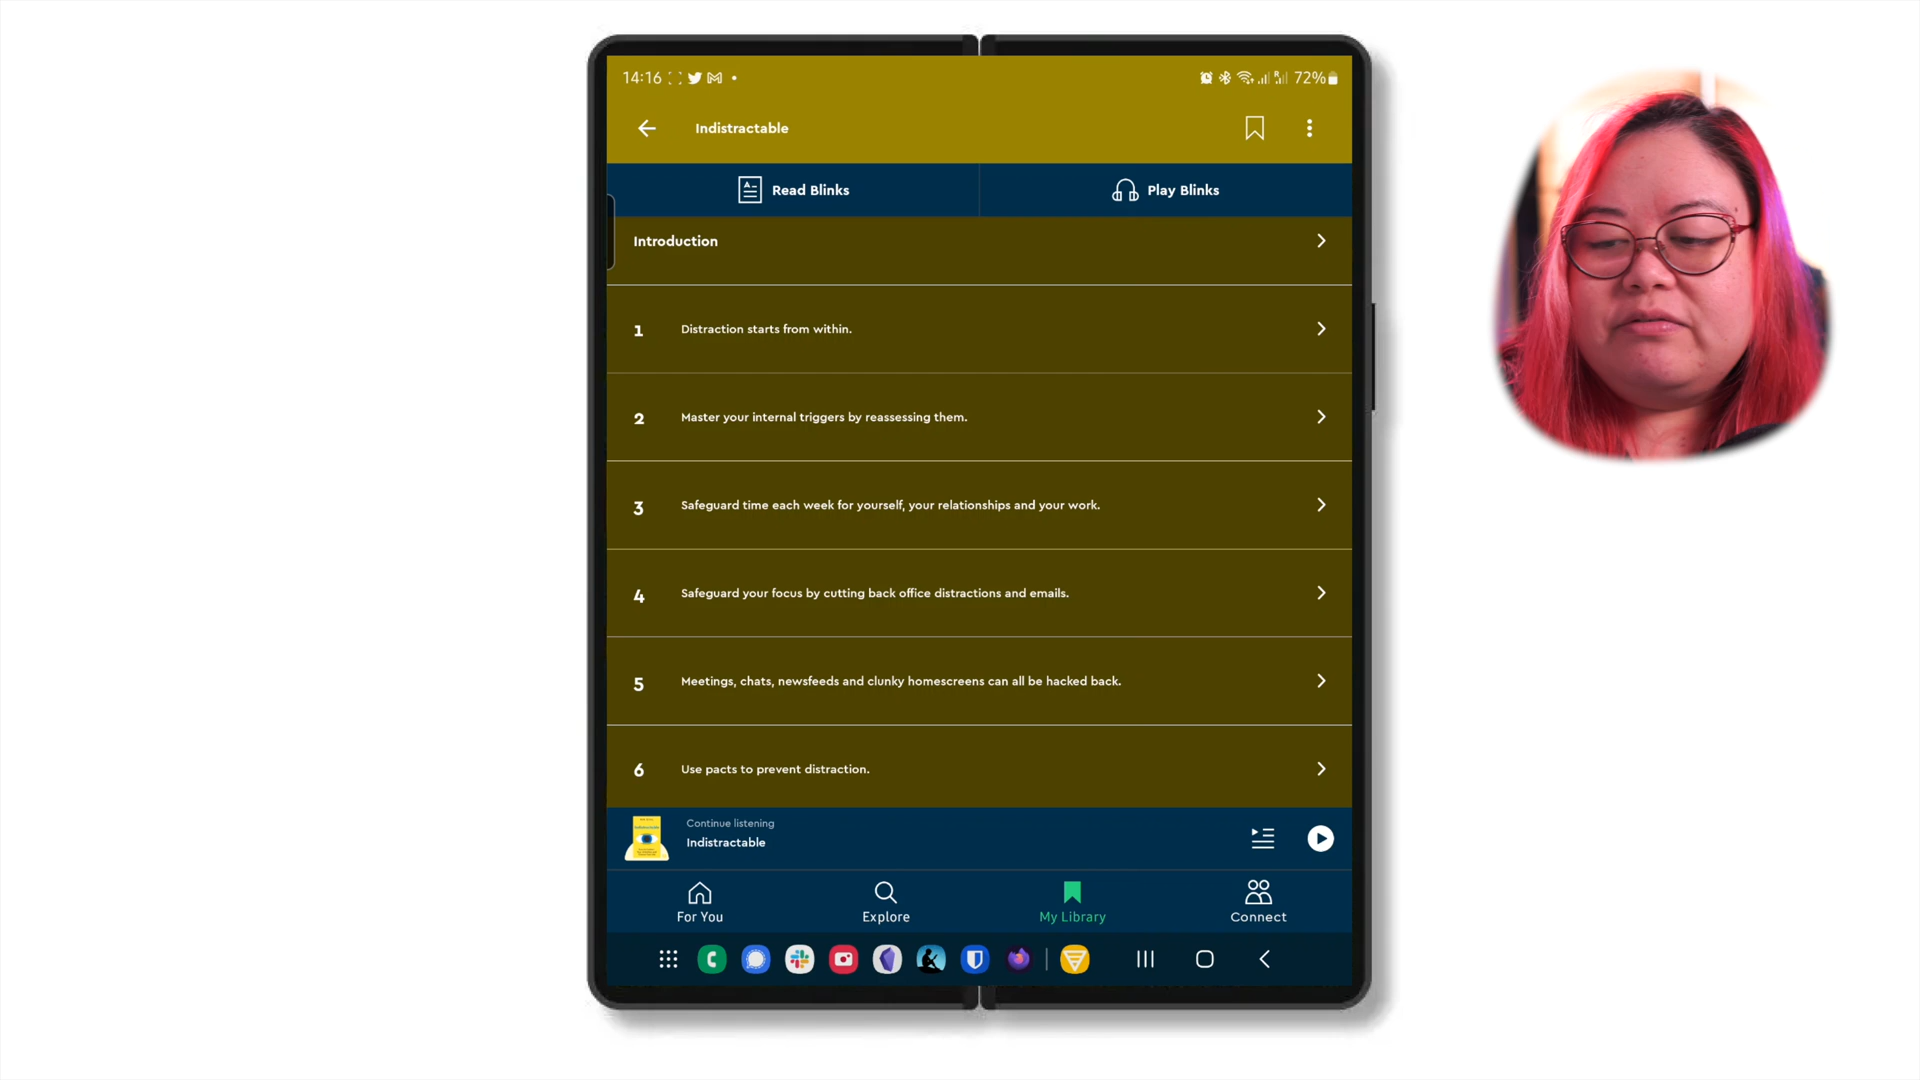 14:16
72%
Indistractable
Read Blinks
Play Blinks
Introduction
1 Distraction starts from within.
2 Master your internal triggers by reassessing them.
3 Safeguard time each week for yourself, your relationships and your work.
4 Safeguard your focus by cutting back office distractions and emails.
5 Meetings, chats, newsfeeds and clunky homescreens can all be hacked back.
6 Use pacts to prevent distraction.
Continue listening
Indistractable
For You
Explore
My Library
Connect